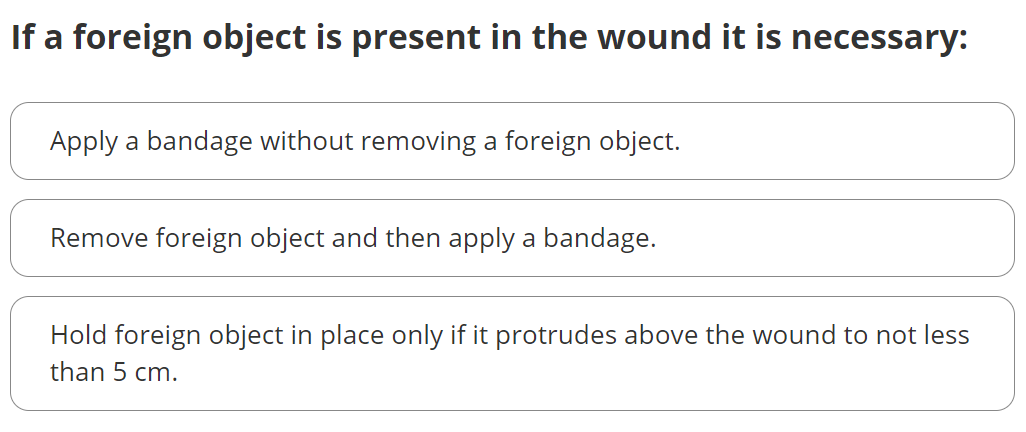 If a foreign object is present in the wound it is necessary:
Apply a bandage without removing a foreign object.
Remove foreign object and then apply a bandage.
Hold foreign object in place only if it protrudes above the wound to not less
than 5 cm.